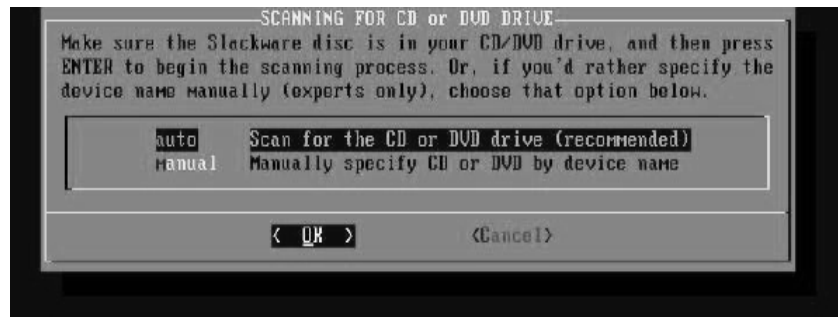 SCANNING FOR CD or DVD DRIVE
Make sure the Slackware disc is in your CD/DVD drive, and then press
ENTER to begin the scanning process. Or, if you'd rather specify the
device name manually (experts only), choose that option below.
auto Scan for the CD or DVD drive (recommended)
manual Manually specify CD or DVD by device name
< OK > <Cancel>